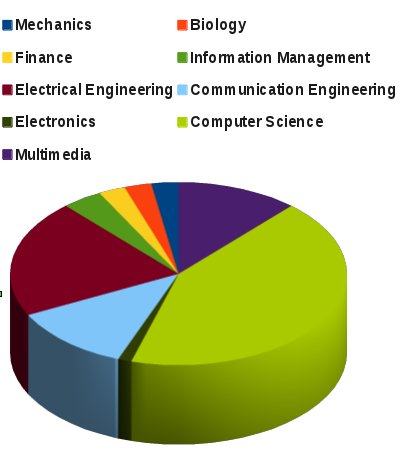 Mechanics Biology
Finance Information Management
Electrical Engineering Communication Engineering
Electronics Computer Science
Multimedia